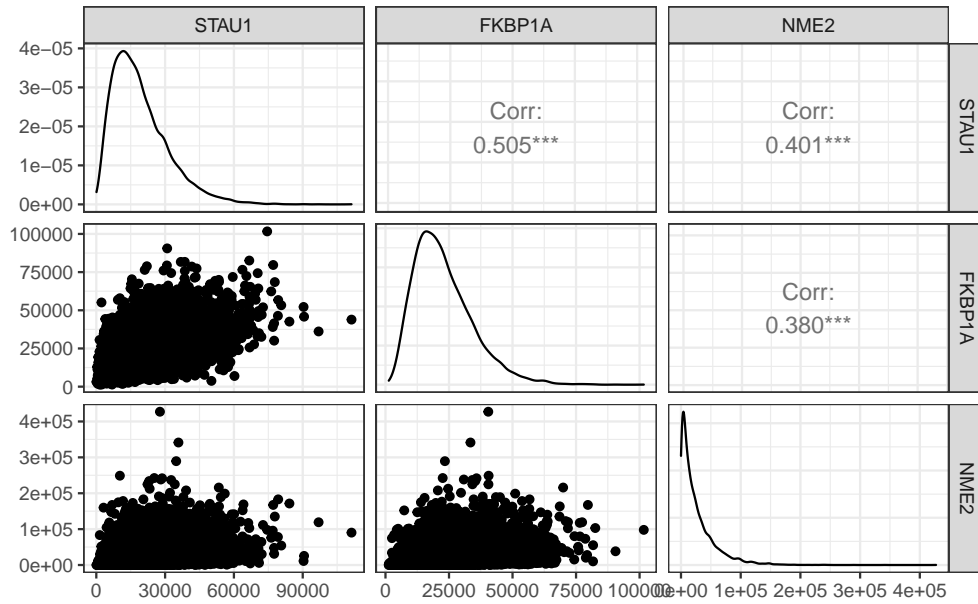 STAU1 FKBP1A NME2
4e−05
3e−05
2e−05
1e−05
0e+00
Corr:
0.505***
Corr:
0.401***
STAU1
100000
75000
50000
25000
0
Corr:
0.380***
FKBP1A
4e+05
3e+05
2e+05
1e+05
0e+00
NME2
0 30000 60000 90000 0 25000 50000 75000 100000 0e+00 1e+05 2e+05 3e+05 4e+05